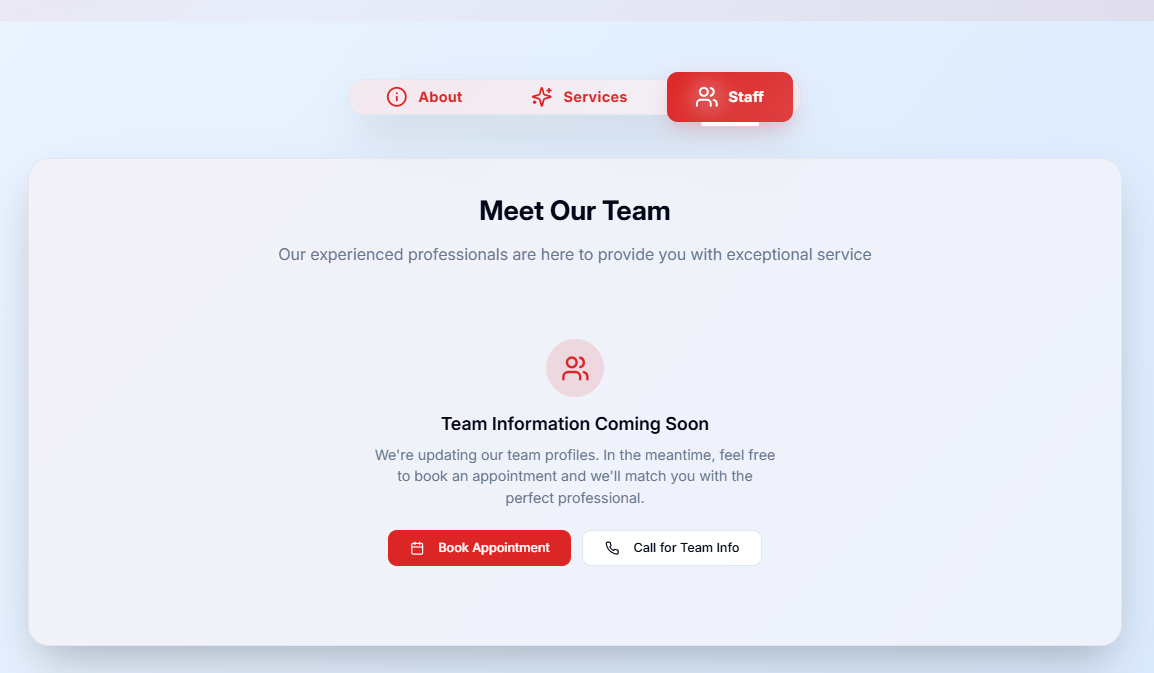 About
Services
Staff
Meet Our Team
Our experienced professionals are here to provide you with exceptional service
Team Information Coming Soon
We're updating our team profiles. In the meantime, feel free
to book an appointment and we'll match you with the
perfect professional.
Book Appointment
Call for Team Info